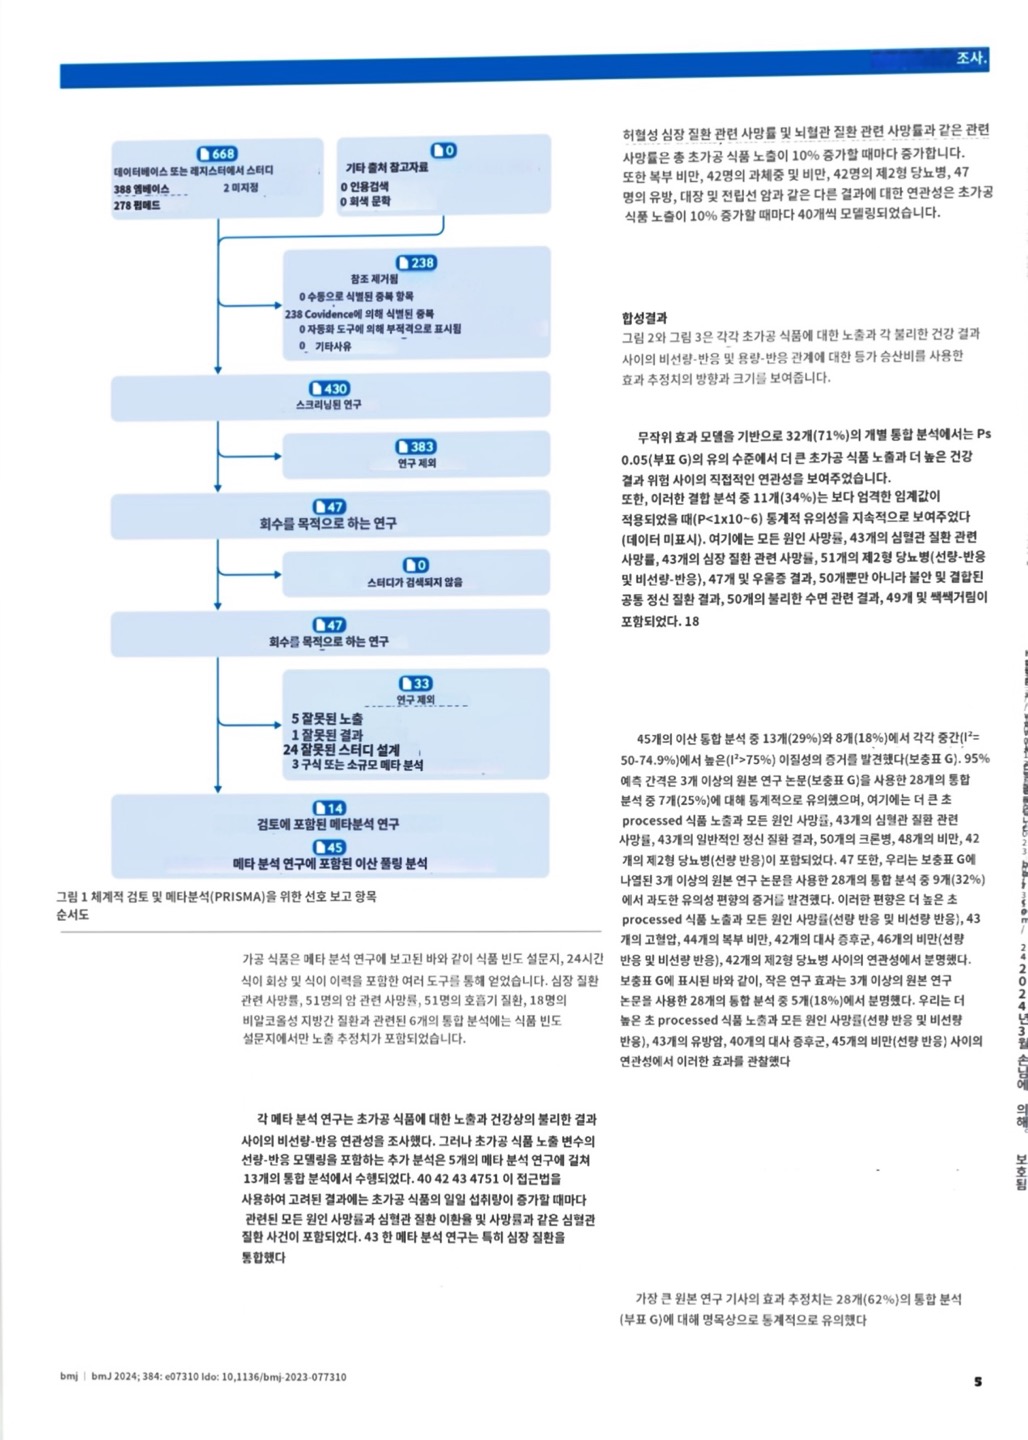 조사.
668
데이터베이스 또는 레지스터에서 스터디
388 엠베이스 2 미지정
278 펍메드
0
기타 출처 참고자료
0 인용검색
0 회색 문학
238
참조 제거됨
0 수동으로 식별된 중복 항목
238 Covidence에 의해 식별된 중복
0 자동화 도구에 의해 부적격으로 표시됨
0 기타사유
430
스크리닝된 연구
383
연구 제외
47
회수를 목적으로 하는 연구
0
스터디가 검색되지 않음
47
회수를 목적으로 하는 연구
33
연구 제외
5 잘못된 노출
1 잘못된 결과
24 잘못된 스터디 설계
3 구식 또는 소규모 메타 분석
14
검토에 포함된 메타분석 연구
45
메타 분석 연구에 포함된 이산 풀링 분석
그림 1 체계적 검토 및 메타분석(PRISMA)을 위한 선호 보고 항목
순서도
가공 식품은 메타 분석 연구에 보고된 바와 같이 식품 빈도 설문지, 24시간
식이 회상 및 식이 이력을 포함한 여러 도구를 통해 얻었습니다. 심장 질환
관련 사망률, 51명의 암 관련 사망률, 51명의 호흡기 질환, 18명의
비알코올성 지방간 질환과 관련된 6개의 통합 분석에는 식품 빈도
설문지에서만 노출 추정치가 포함되었습니다.
각 메타 분석 연구는 초가공 식품에 대한 노출과 건강상의 불리한 결과
사이의 비선량-반응 연관성을 조사했다. 그러나 초가공 식품 노출 변수의
선량-반응 모델링을 포함하는 추가 분석은 5개의 메타 분석 연구에 걸쳐
13개의 통합 분석에서 수행되었다. 40 42 43 4751 이 접근법을
사용하여 고려된 결과에는 초가공 식품의 일일 섭취량이 증가할 때마다
관련된 모든 원인 사망률과 심혈관 질환 이환율 및 사망률과 같은 심혈관
질환 사건이 포함되었다. 43 한 메타 분석 연구는 특히 심장 질환을
통합했다
허혈성 심장 질환 관련 사망률 및 뇌혈관 질환 관련 사망률과 같은 관련
사망률은 총 초가공 식품 노출이 10% 증가할 때마다 증가합니다.
또한 복부 비만, 42명의 과체중 및 비만, 42명의 제2형 당뇨병, 47
명의 유방, 대장 및 전립선 암과 같은 다른 결과에 대한 연관성은 초가공
식품 노출이 10% 증가할 때마다 40개씩 모델링되었습니다.
합성결과
그림 2와 그림 3은 각각 초가공 식품에 대한 노출과 각 불리한 건강 결과
사이의 비선량-반응 및 용량-반응 관계에 대한 등가 승산비를 사용한
효과 추정치의 방향과 크기를 보여줍니다.
무작위 효과 모델을 기반으로 32개(71%)의 개별 통합 분석에서는 Ps
0.05(부표 G)의 유의 수준에서 더 큰 초가공 식품 노출과 더 높은 건강
결과 위험 사이의 직접적인 연관성을 보여주었습니다.
또한, 이러한 결합 분석 중 11개(34%)는 보다 엄격한 임계값이
적용되었을 때(P<1x10~6) 통계적 유의성을 지속적으로 보여주었다
(데이터 미표시). 여기에는 모든 원인 사망률, 43개의 심혈관 질환 관련
사망률, 43개의 심장 질환 관련 사망률, 51개의 제2형 당뇨병(선량-반응
및 비선량-반응), 47개 및 우울증 결과, 50개뿐만 아니라 불안 및 결합된
공통 정신 질환 결과, 50개의 불리한 수면 관련 결과, 49개 및 쌕쌕거림이
포함되었다. 18
45개의 이산 통합 분석 중 13개(29%)와 8개(18%)에서 각각 중간(I²=
50-74.9%)에서 높은(I²>75%) 이질성의 증거를 발견했다(보충표 G). 95%
예측 간격은 3개 이상의 원본 연구 논문(보충표 G)을 사용한 28개의 통합
분석 중 7개(25%)에 대해 통계적으로 유의했으며, 여기에는 더 큰 초
processed 식품 노출과 모든 원인 사망률, 43개의 심혈관 질환 관련
사망률, 43개의 일반적인 정신 질환 결과, 50개의 크론병, 48개의 비만, 42
개의 제2형 당뇨병(선량 반응)이 포함되었다. 47 또한, 우리는 보충표 G에
나열된 3개 이상의 원본 연구 논문을 사용한 28개의 통합 분석 중 9개(32%)
에서 과도한 유의성 편향의 증거를 발견했다. 이러한 편향은 더 높은 초
processed 식품 노출과 모든 원인 사망률(선량 반응 및 비선량 반응), 43
개의 고혈압, 44개의 복부 비만, 42개의 대사 증후군, 46개의 비만(선량
반응 및 비선량 반응), 42개의 제2형 당뇨병 사이의 연관성에서 분명했다.
보충표 G에 표시된 바와 같이, 작은 연구 효과는 3개 이상의 원본 연구
논문을 사용한 28개의 통합 분석 중 5개(18%)에서 분명했다. 우리는 더
높은 초 processed 식품 노출과 모든 원인 사망률(선량 반응 및 비선량
반응), 43개의 유방암, 40개의 대사 증후군, 45개의 비만(선량 반응) 사이의
연관성에서 이러한 효과를 관찰했다
가장 큰 원본 연구 기사의 효과 추정치는 28개(62%)의 통합 분석
(부표 G)에 대해 명목상으로 통계적으로 유의했다
2024년3월 손님에 의해. 보호됨
bmj | bmJ 2024; 384: e07310 Ido: 10,1136/bmj-2023-077310
5